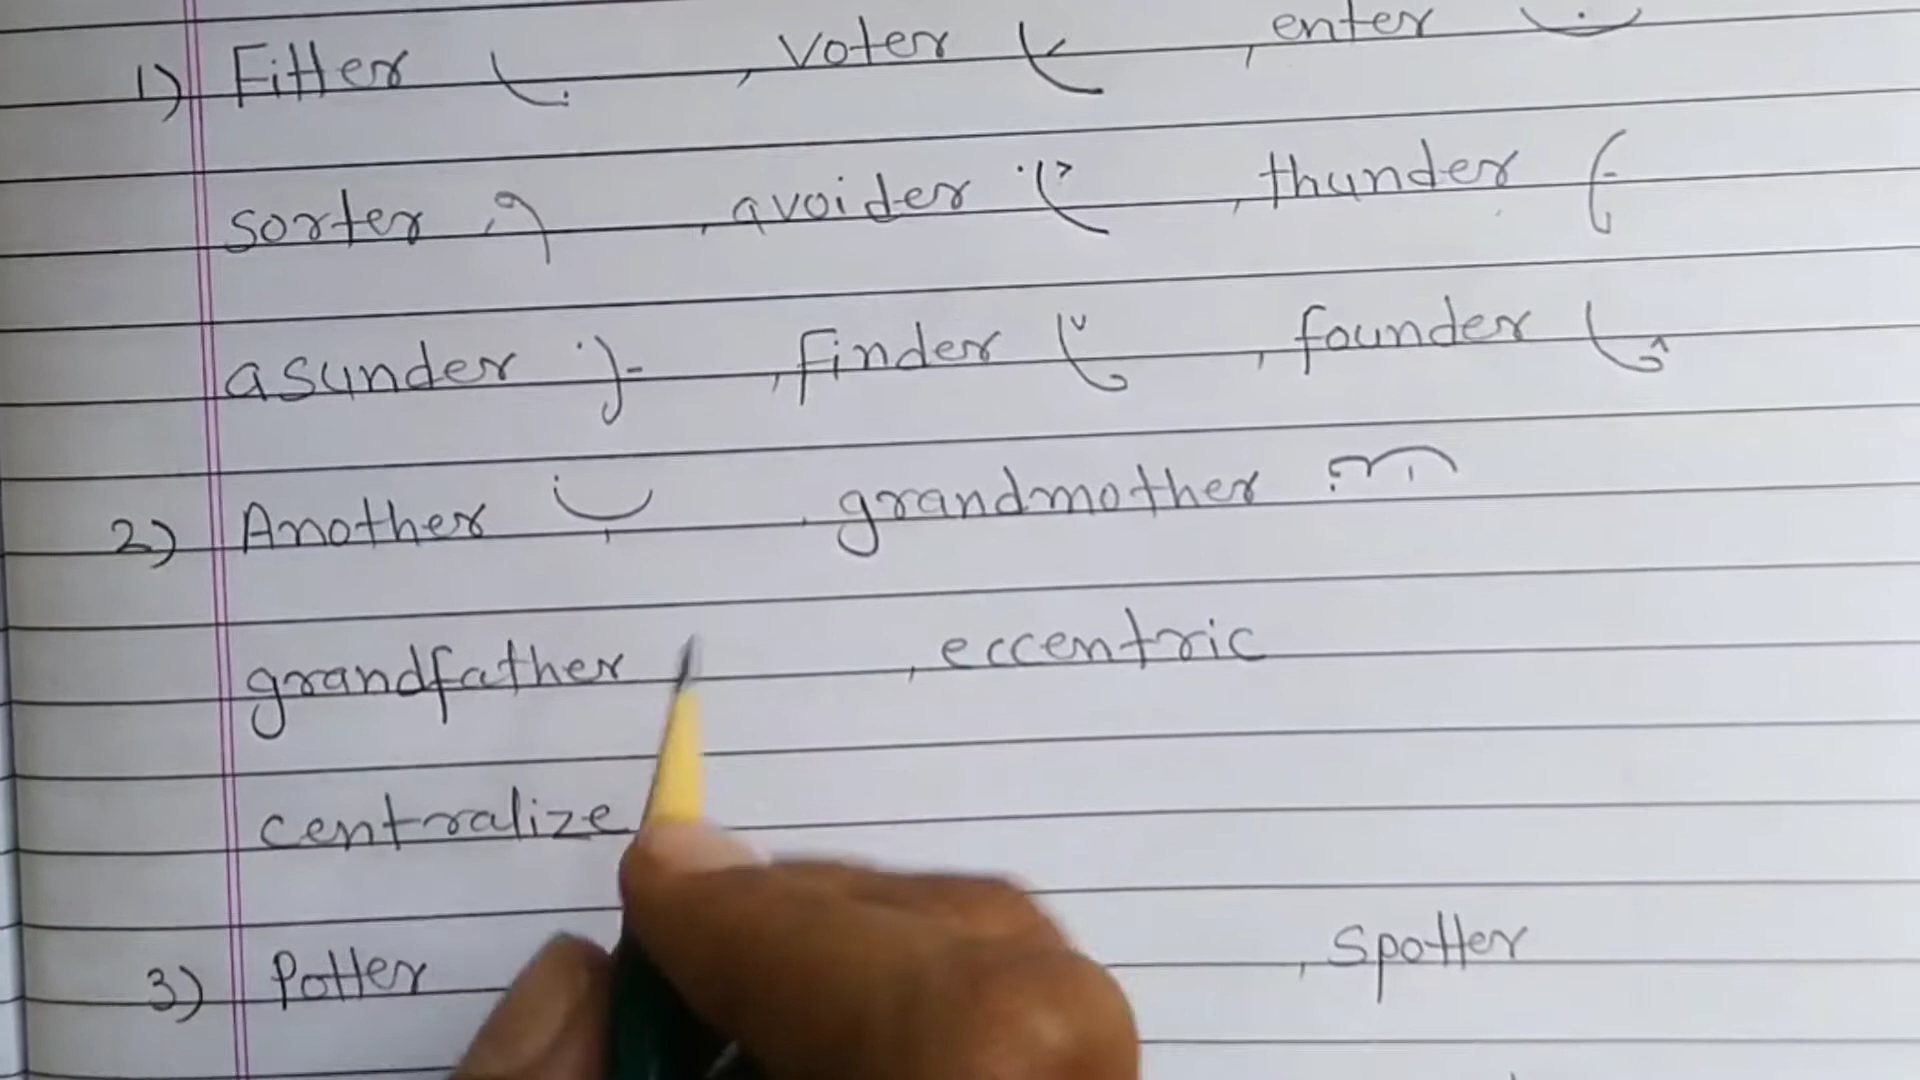 1) Fitter , voter , enter
sorter , avoider , thunder
asunder , finder , founder
2) Another , grandmother
grandfather , eccentric
centralize
3) Potter , spotter